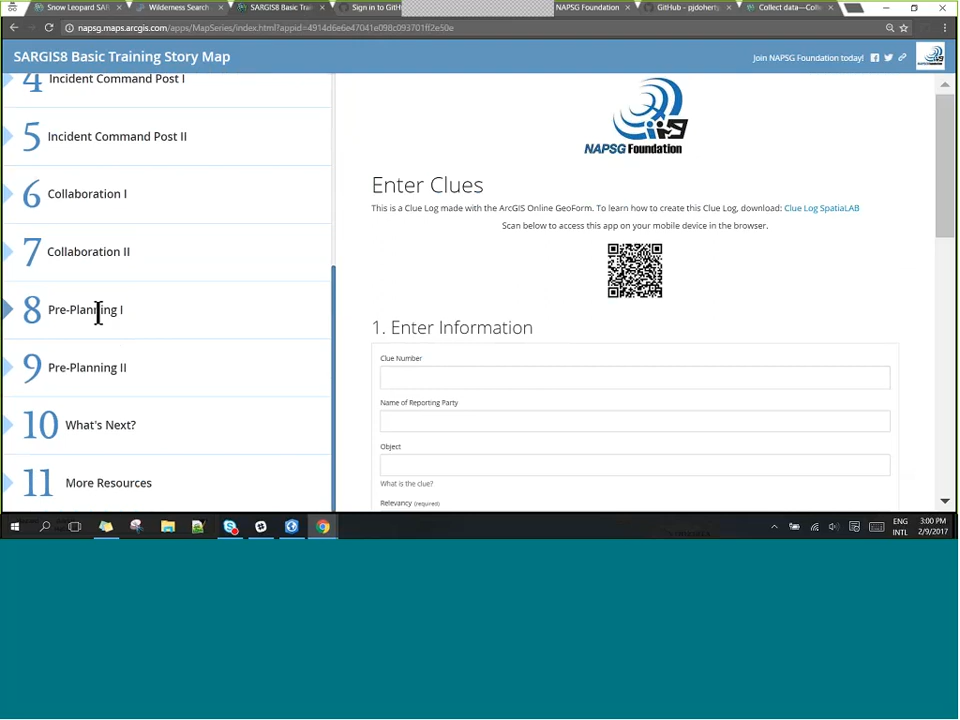 Snow Leopard SAR
Wilderness Search
SARGIS8 Basic Trai
Sign in to GitH
NAPSG Foundation
GitHub - pjdohert
Collect data—Coll
napsg.maps.arcgis.com/apps/MapSeries/index.html?appid=4914d6e6e47041e098c093701ef2e50e
SARGIS8 Basic Training Story Map
Join NAPSG Foundation today!
4 Incident Command Post I
5 Incident Command Post II
6 Collaboration I
7 Collaboration II
8 Pre-Planning I
9 Pre-Planning II
10 What's Next?
11 More Resources
NAPSG Foundation
Enter Clues
This is a Clue Log made with the ArcGIS Online GeoForm. To learn how to create this Clue Log, download: Clue Log SpatiaLAB
Scan below to access this app on your mobile device in the browser.
1. Enter Information
Clue Number
Name of Reporting Party
Object
What is the clue?
Relevancy (required)
ENG
INTL
3:00 PM
2/9/2017